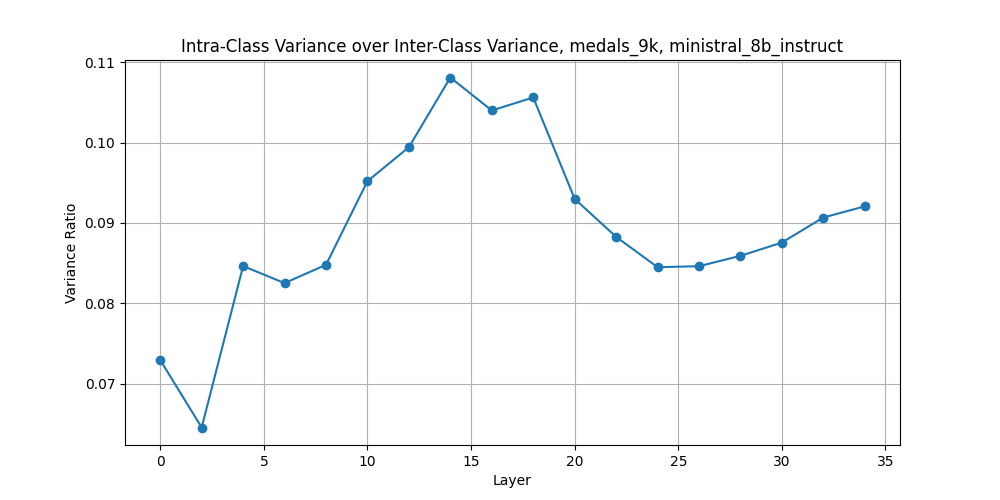 Intra-Class Variance over Inter-Class Variance, medals_9k, ministral_8b_instruct
0.11
0.10
0.09
0.08
0.07
Variance Ratio
0 5 10 15 20 25 30 35
Layer